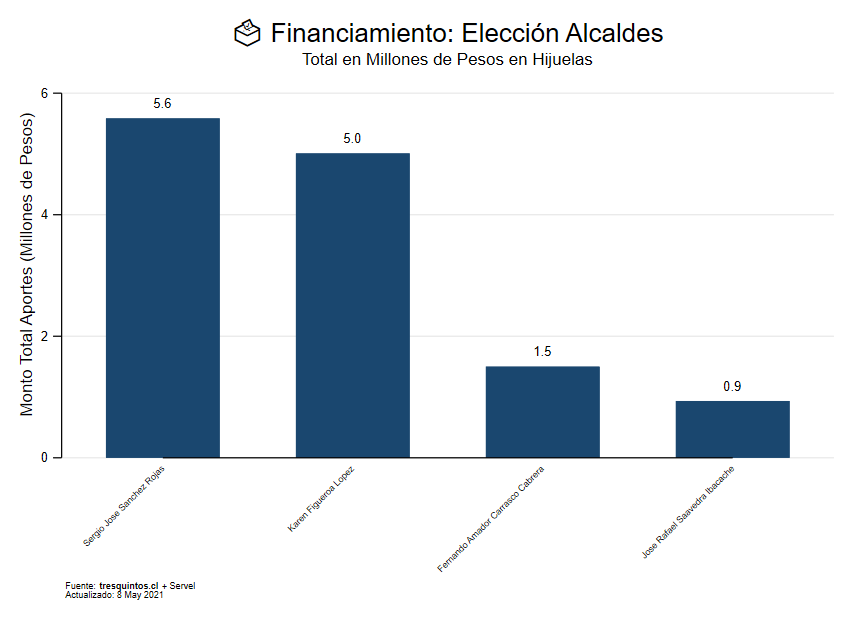 Financiamiento: Elección Alcaldes
Total en Millones de Pesos en Hijuelas
Monto Total Aportes (Millones de Pesos)
6
4
2
0
5.6
5.0
1.5
0.9
Sergio Jose Sanchez Rojas
Karen Figueroa Lopez
Fernando Amador Carrasco Cabrera
Jose Rafael Saavedra Ibacache
Fuente: tresquintos.cl + Servel
Actualizado: 8 May 2021